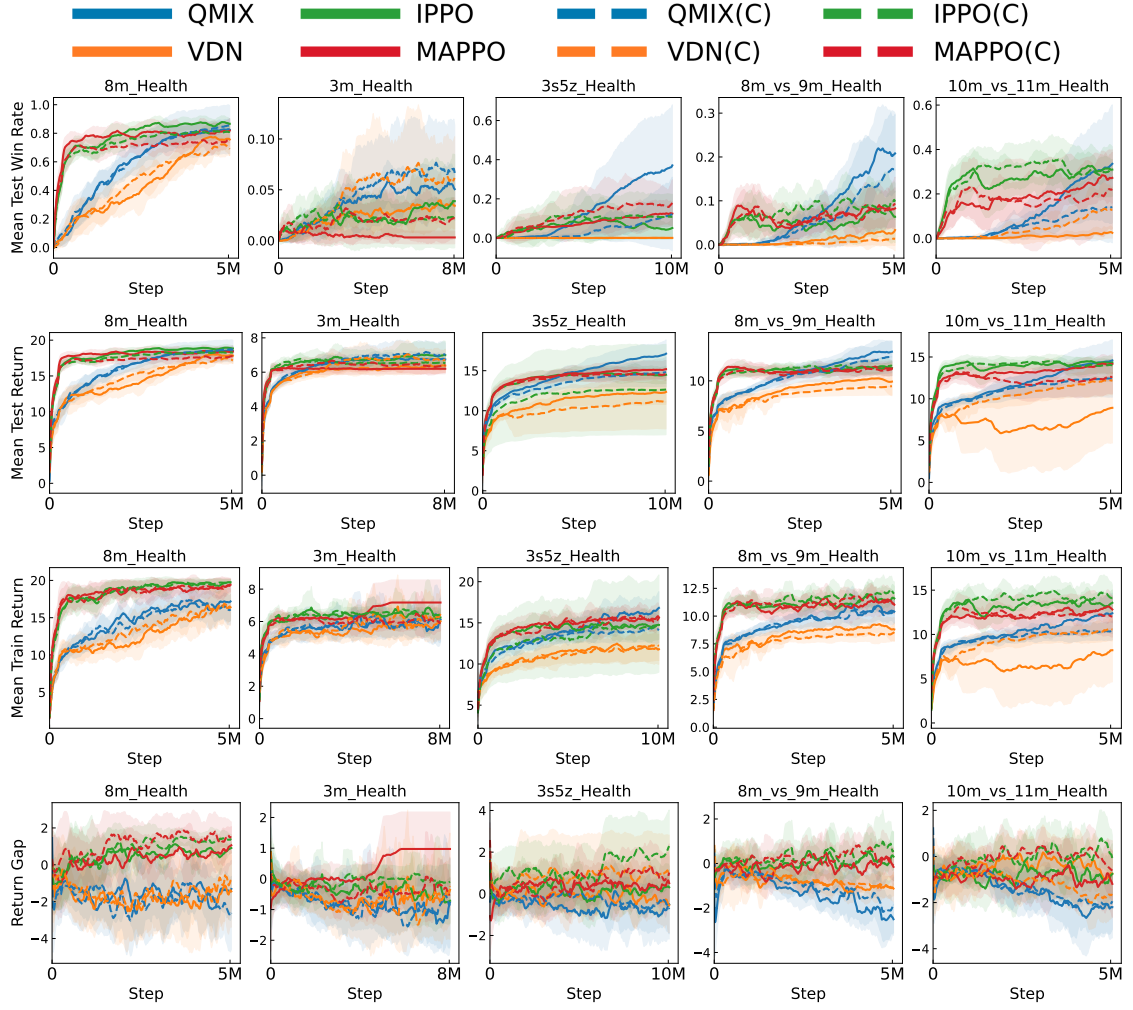 QMIX IPPO QMIX(C) IPPO(C)
VDN MAPPO VDN(C) MAPPO(C)
8m_Health 3m_Health 3s5z_Health 8m_vs_9m_Health 10m_vs_11m_Health
Mean Test Win Rate
1.0 0.8 0.6 0.4 0.2 0.0
0.10 0.05 0.00
0.6 0.4 0.2 0.0
0.3 0.2 0.1 0.0
0.6 0.4 0.2 0.0
0 5M 0 8M 0 10M 0 5M 0 5M
Step Step Step Step Step
8m_Health 3m_Health 3s5z_Health 8m_vs_9m_Health 10m_vs_11m_Health
Mean Test Return
20 15 10 5 0
8 6 4 2 0
15 10 5 0
10 5 0
15 10 5 0
0 5M 0 8M 0 10M 0 5M 0 5M
Step Step Step Step Step
8m_Health 3m_Health 3s5z_Health 8m_vs_9m_Health 10m_vs_11m_Health
Mean Train Return
20 15 10 5
8 6 4 2 0
20 15 10 5
12.5 10.0 7.5 5.0 2.5 0.0
15 10 5 0
0 5M 0 8M 0 10M 0 5M 0 5M
Step Step Step Step Step
8m_Health 3m_Health 3s5z_Health 8m_vs_9m_Health 10m_vs_11m_Health
Return Gap
2 0 −2 −4
2 1 0 −1 −2
4 2 0 −2
2 0 −2 −4
2 0 −2 −4
0 5M 0 8M 0 10M 0 5M 0 5M
Step Step Step Step Step